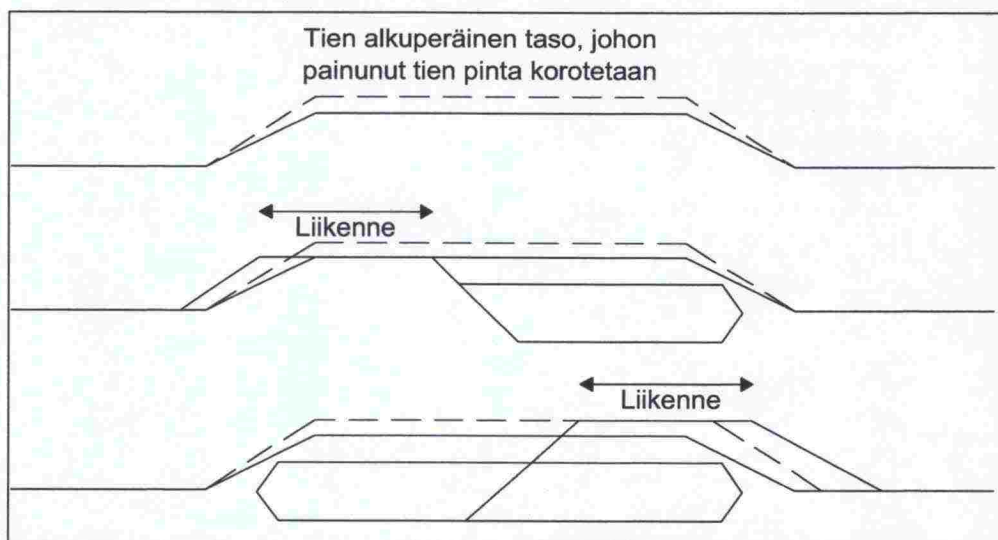 Tien alkuperäinen taso, johon
painunut tien pinta korotetaan
Liikenne
Liikenne